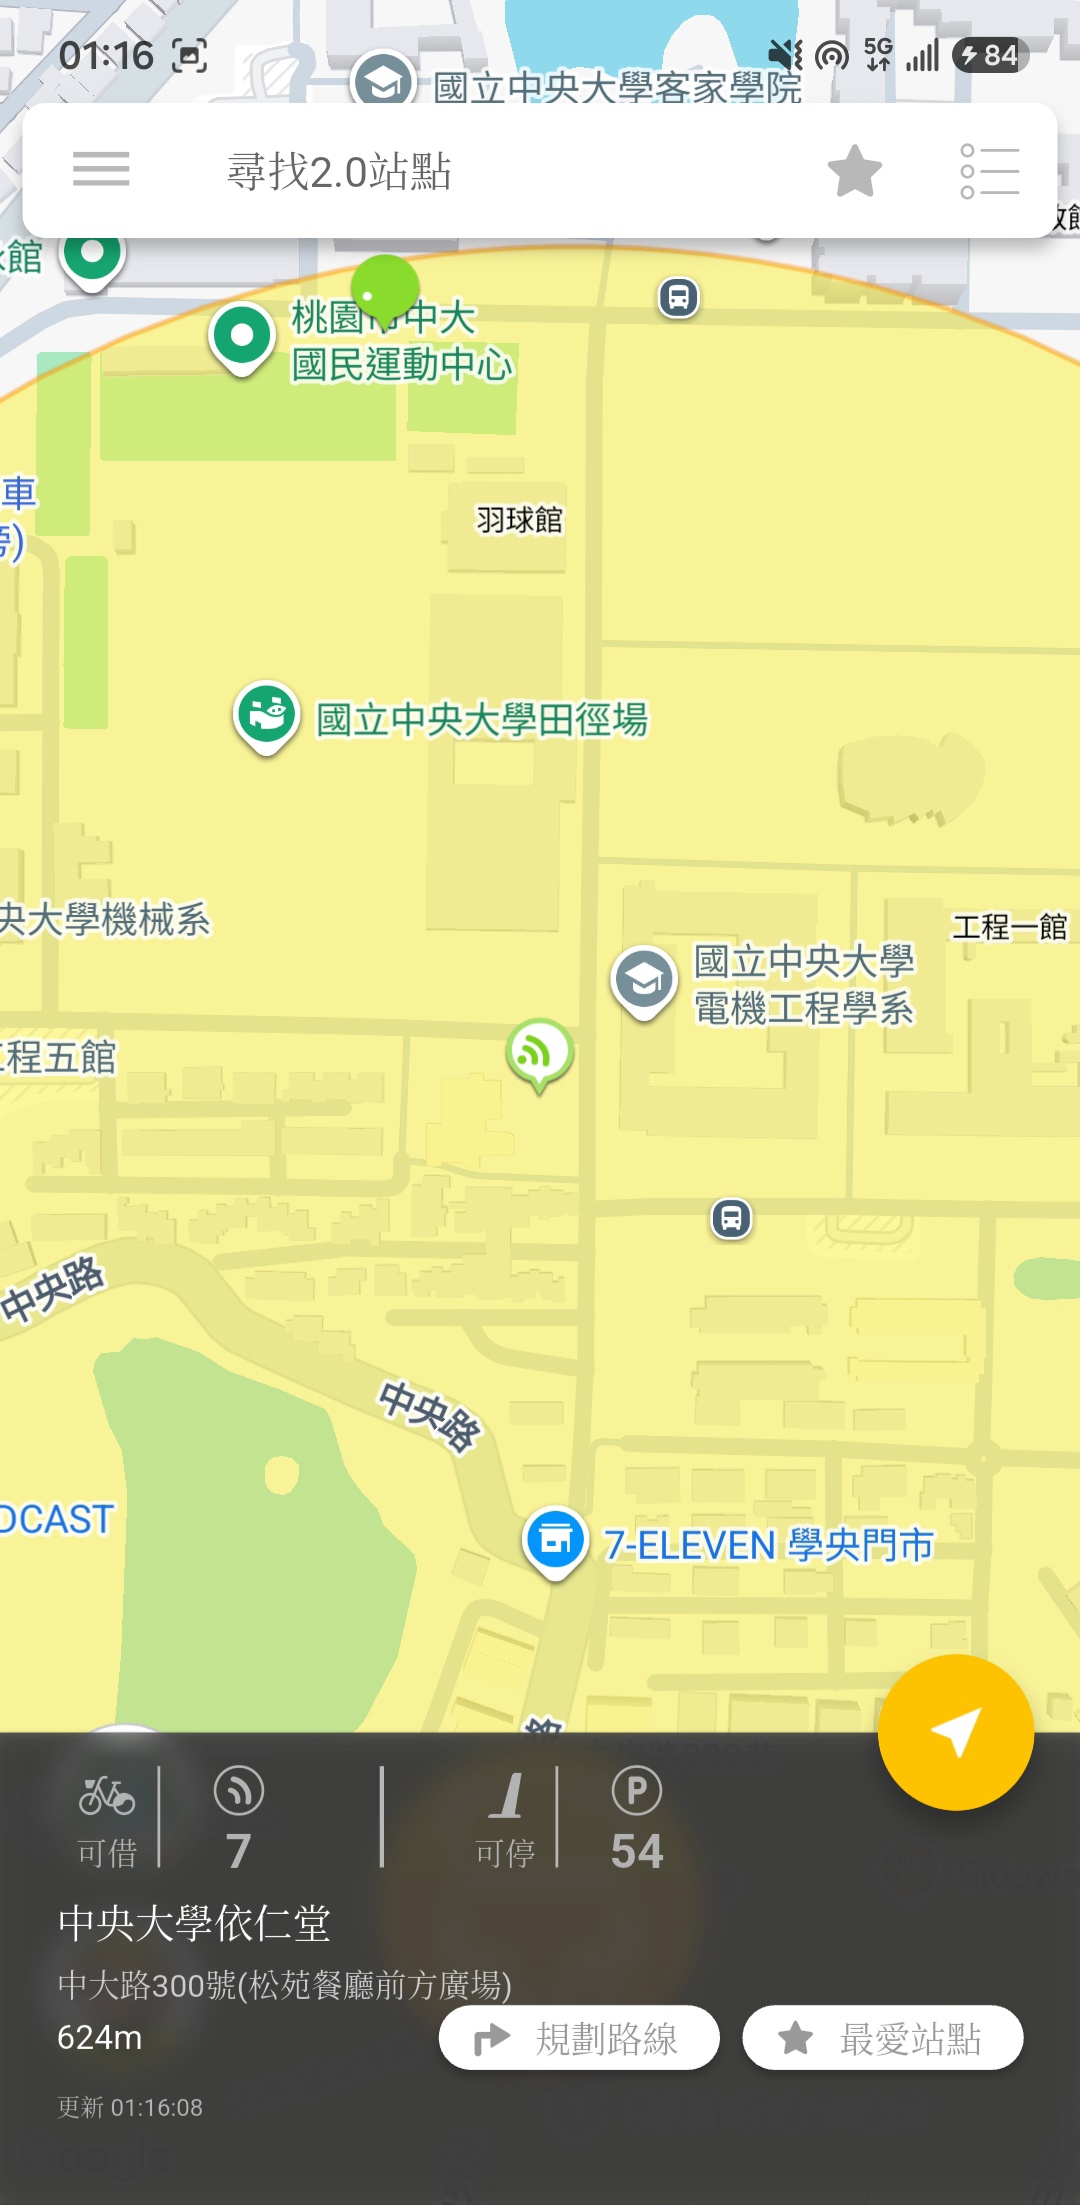 01:16
5G
84
國立中央大學客家學院
尋找2.0站點
館
桃園市中大
國民運動中心
車
羽球館
國立中央大學田徑場
央大學機械系
工程一館
國立中央大學
電機工程學系
程五館
中央路
中央路
DCAST
7-ELEVEN 學央門市
路
可借
7
可停
P
54
中央大學依仁堂
中大路300號(松苑餐廳前方廣場)
624m
規劃路線
最愛站點
更新 01:16:08